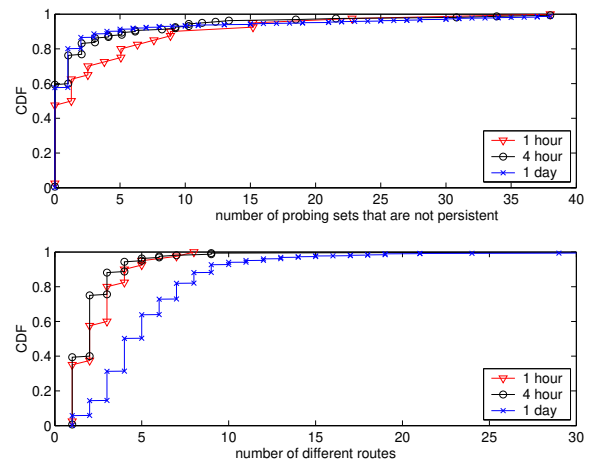 1
0.8
0.6
0.4
0.2
0
CDF
1 hour
4 hour
1 day
0 5 10 15 20 25 30 35 40
number of probing sets that are not persistent
1
0.8
0.6
0.4
0.2
0
CDF
1 hour
4 hour
1 day
0 5 10 15 20 25 30
number of different routes